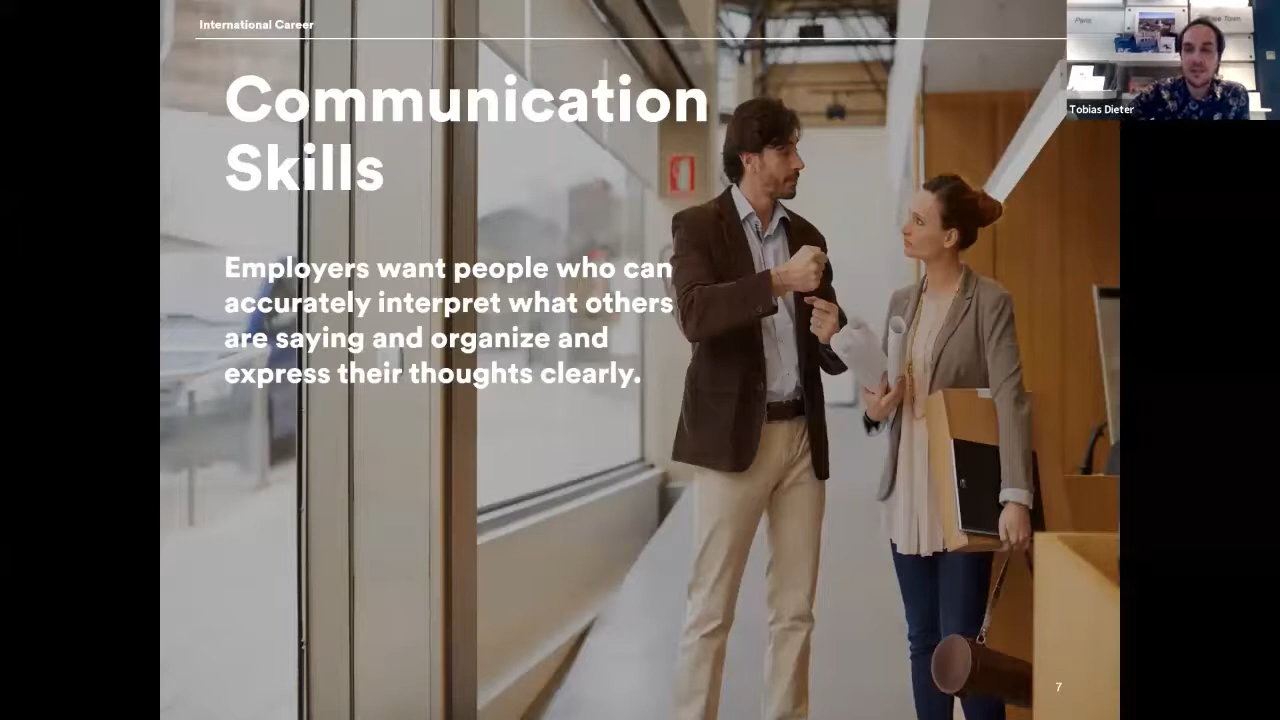 International Career
Communication
Skills
Employers want people who can
accurately interpret what others
are saying and organize and
express their thoughts clearly.
7
Paris
Tobias Dieter